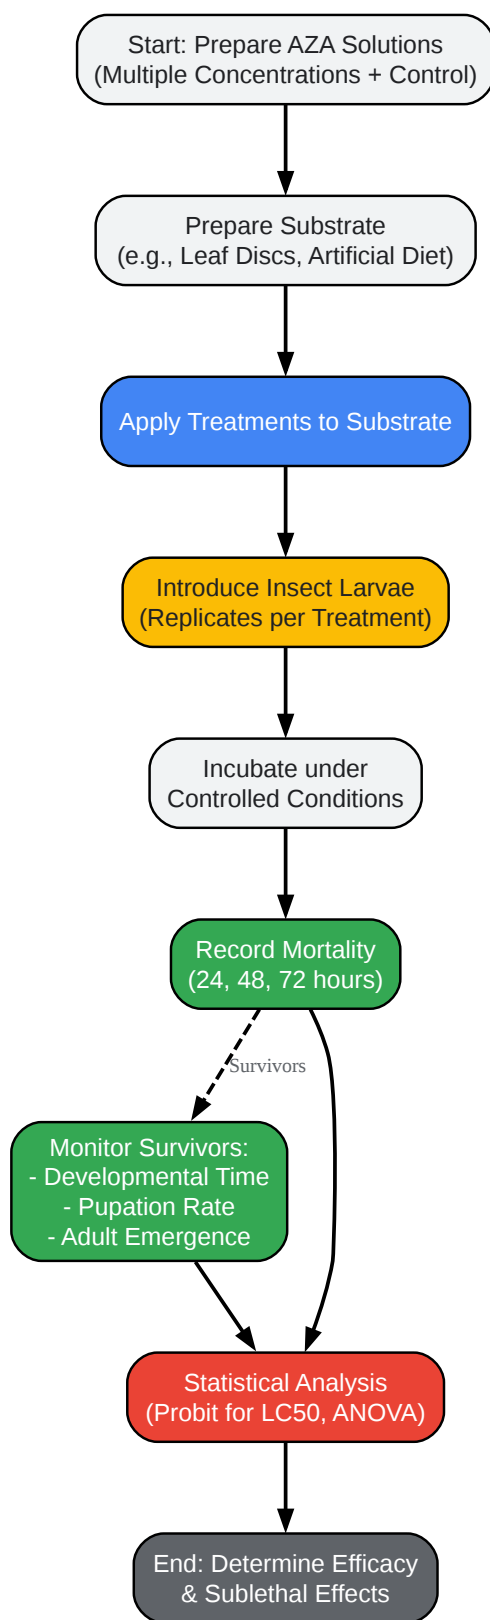 Start: Prepare AZA Solutions
(Multiple Concentrations + Control)
Prepare Substrate
(e.g., Leaf Discs, Artificial Diet)
Apply Treatments to Substrate
Introduce Insect Larvae
(Replicates per Treatment)
Incubate under
Controlled Conditions
Record Mortality
(24, 48, 72 hours)
Survivors
Monitor Survivors:
- Developmental Time
- Pupation Rate
- Adult Emergence
Statistical Analysis
(Probit for LC50, ANOVA)
End: Determine Efficacy
& Sublethal Effects